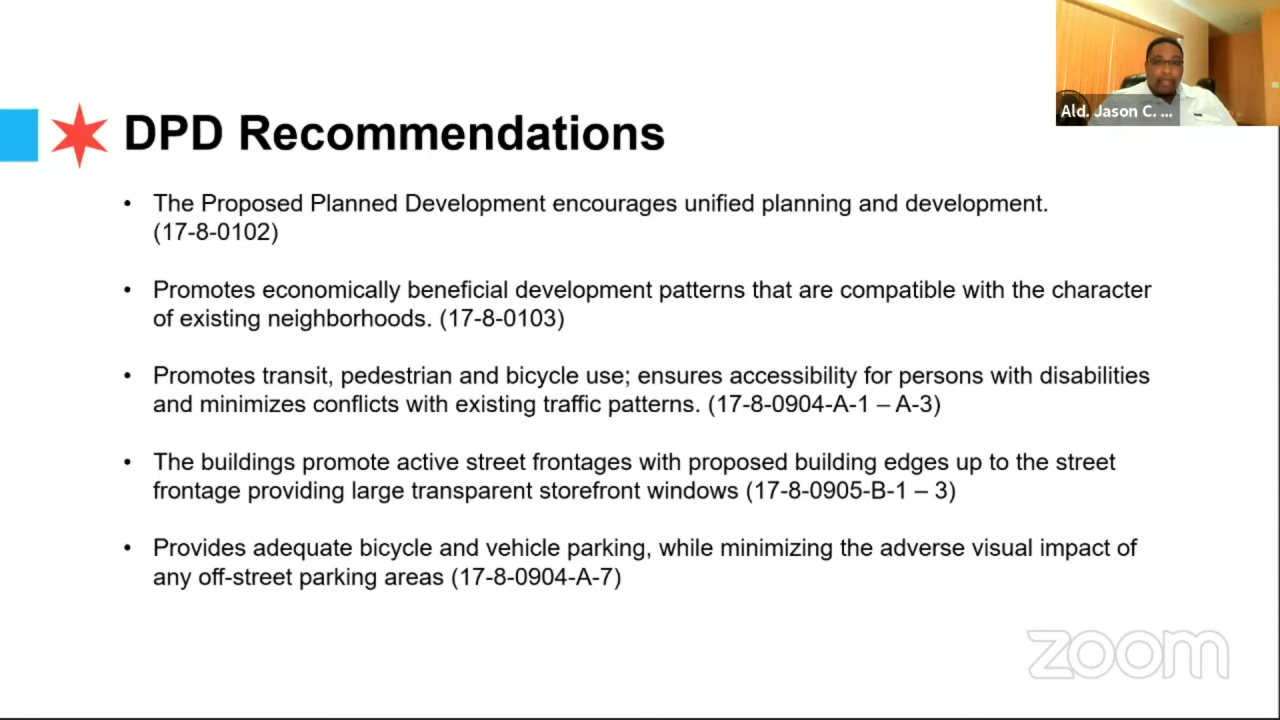 Ald. Jason C. ...
DPD Recommendations
• The Proposed Planned Development encourages unified planning and development.
(17-8-0102)
• Promotes economically beneficial development patterns that are compatible with the character
of existing neighborhoods. (17-8-0103)
• Promotes transit, pedestrian and bicycle use; ensures accessibility for persons with disabilities
and minimizes conflicts with existing traffic patterns. (17-8-0904-A-1 – A-3)
• The buildings promote active street frontages with proposed building edges up to the street
frontage providing large transparent storefront windows (17-8-0905-B-1 – 3)
• Provides adequate bicycle and vehicle parking, while minimizing the adverse visual impact of
any off-street parking areas (17-8-0904-A-7)
zoom